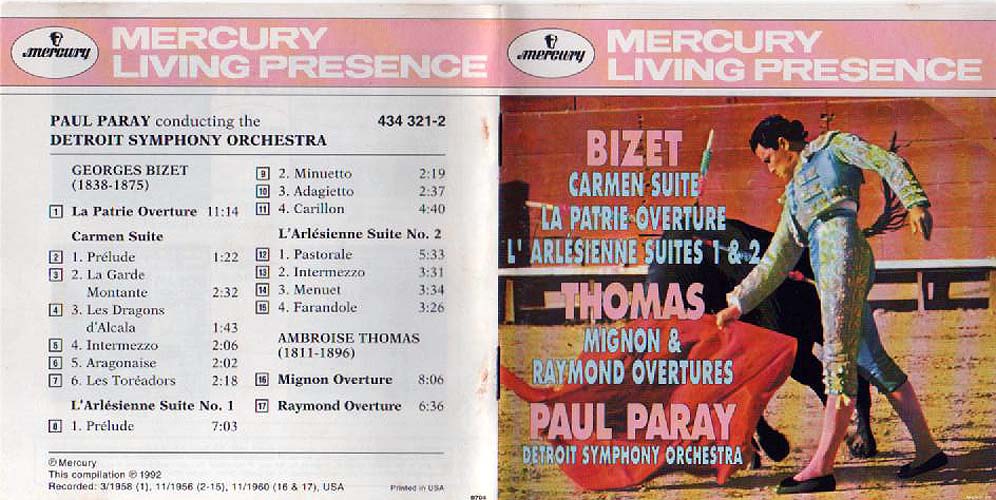 mercury
MERCURY
LIVING PRESENCE
PAUL PARAY conducting the 434 321-2
DETROIT SYMPHONY ORCHESTRA
GEORGES BIZET
(1838-1875)
1 La Patrie Overture 11:14
Carmen Suite
2 1. Prélude 1:22
3 2. La Garde
Montante 2:32
4 3. Les Dragons
d'Alcala 1:43
5 4. Intermezzo 2:06
6 5. Aragonaise 2:02
7 6. Les Toréadors 2:18
L'Arlésienne Suite No. 1
8 1. Prélude 7:03
9 2. Minuetto 2:19
10 3. Adagietto 2:37
11 4. Carillon 4:40
L'Arlésienne Suite No. 2
12 1. Pastorale 5:33
13 2. Intermezzo 3:31
14 3. Menuet 3:34
15 4. Farandole 3:26
AMBROISE THOMAS
(1811-1896)
16 Mignon Overture 8:06
17 Raymond Overture 6:36
℗ Mercury
This compilation ℗ 1992
Recorded: 3/1958 (1), 11/1956 (2-15), 11/1960 (16 & 17), USA
Printed in USA
mercury
MERCURY
LIVING PRESENCE
BIZET
CARMEN SUITE
LA PATRIE OVERTURE
L' ARLÉSIENNE SUITES 1 & 2
THOMAS
MIGNON &
RAYMOND OVERTURES
PAUL PARAY
DETROIT SYMPHONY ORCHESTRA